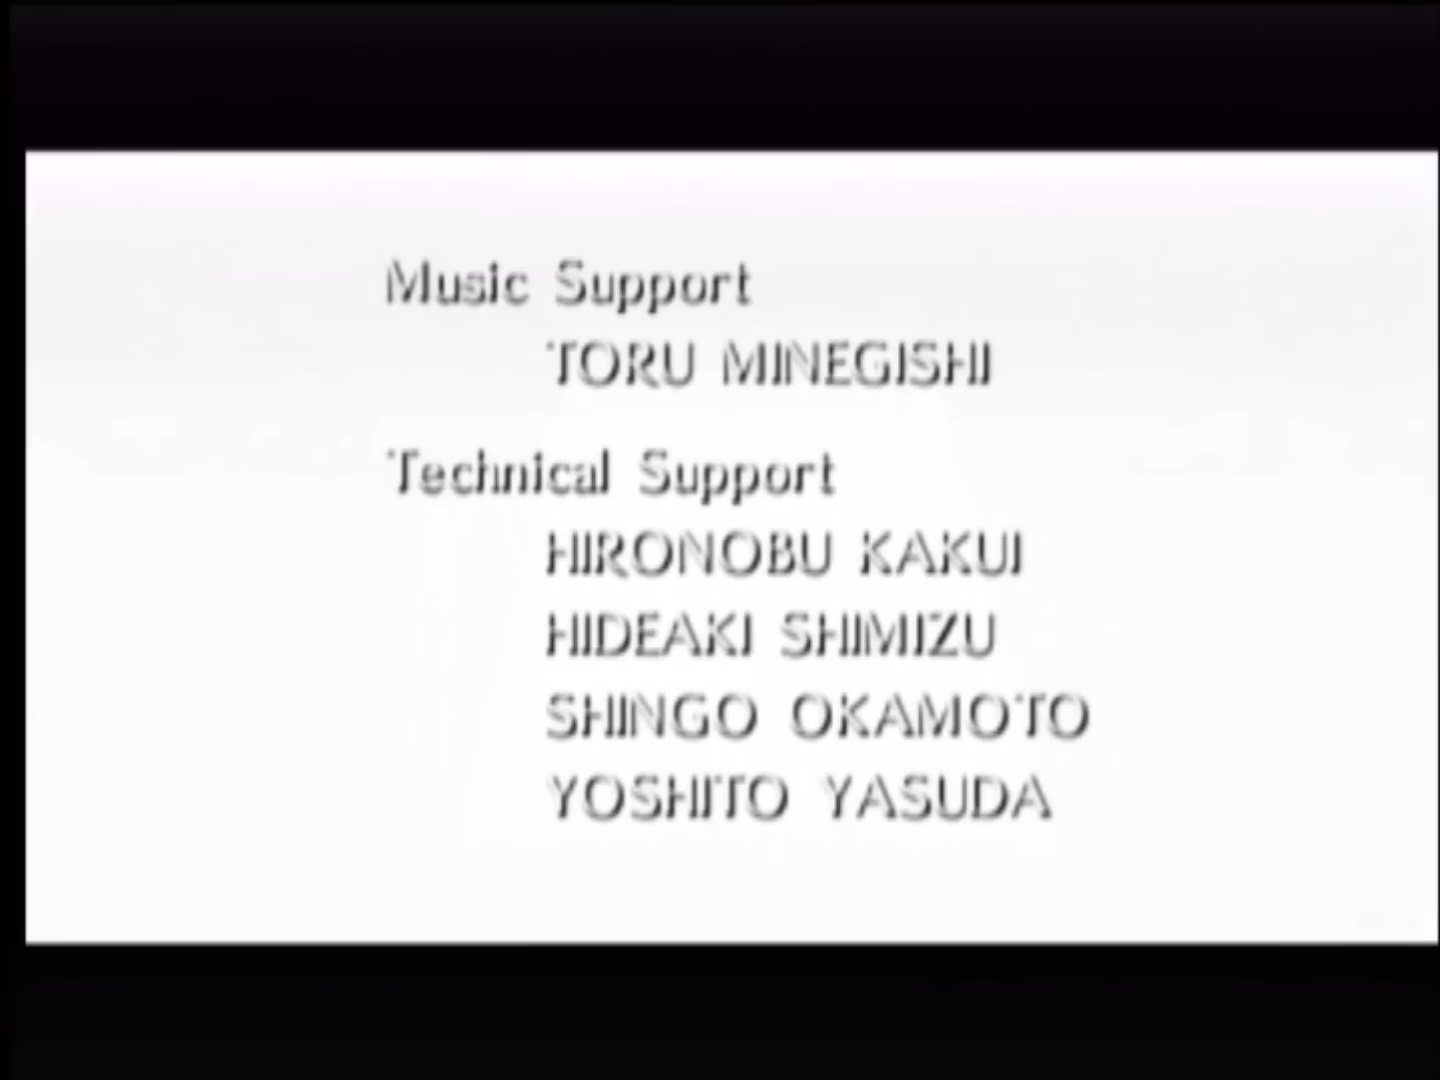 Music Support
TORU MINEGISHI
Technical Support
HIRONOBU KAKUI
HIDEAKI SHIMIZU
SHINGO OKAMOTO
YOSHITO YASUDA